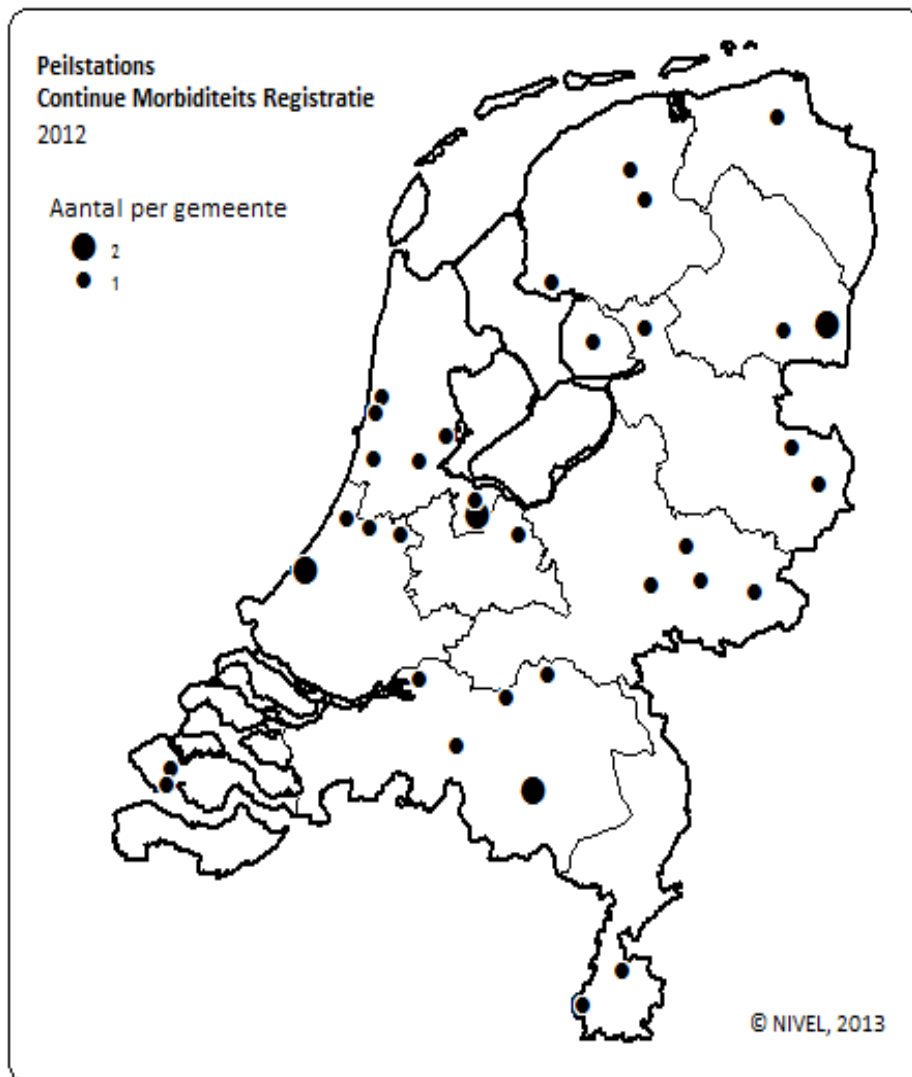 Peilstations
Continue Morbiditeits Registratie
2012
Aantal per gemeente
2
1
© NIVEL, 2013